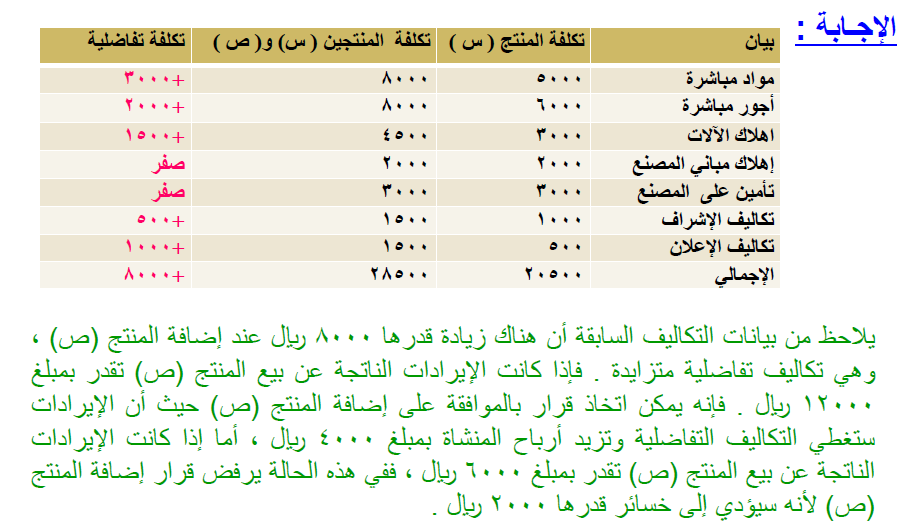 الإجـابة :
بيان تكلفة المنتج ( س ) تكلفة المنتجين ( س) و( ص ) تكلفة تفاضلية
مواد مباشرة ٥٠٠٠ ٨٠٠٠ +٣٠٠٠
أجور مباشرة ٦٠٠٠ ٨٠٠٠ +٢٠٠٠
اهلاك الآلات ٣٠٠٠ ٤٥٠٠ +١٥٠٠
إهلاك مباني المصنع ٢٠٠٠ ٢٠٠٠ صفر
تأمين على المصنع ٣٠٠٠ ٣٠٠٠ صفر
تكاليف الإشراف ١٠٠٠ ١٥٠٠ +٥٠٠
تكاليف الإعلان ٥٠٠ ١٥٠٠ +١٠٠٠
الإجمالي ٢٠٥٠٠ ٢٨٥٠٠ +٨٠٠٠
يلاحظ من بيانات التكاليف السابقة أن هناك زيادة قدرها ٨٠٠٠ ريال عند إضافة المنتج (ص) ،
وهي تكاليف تفاضلية متزايدة . فإذا كانت الإيرادات الناتجة عن بيع المنتج (ص) تقدر بمبلغ
١٢٠٠٠ ريال . فإنه يمكن اتخاذ قرار بالموافقة على إضافة المنتج (ص) حيث أن الإيرادات
ستغطي التكاليف التفاضلية وتزيد أرباح المنشاة بمبلغ ٤٠٠٠ ريال ، أما إذا كانت الإيرادات
الناتجة عن بيع المنتج (ص) تقدر بمبلغ ٦٠٠٠ ريال ، ففي هذه الحالة يرفض قرار إضافة المنتج
(ص) لأنه سيؤدي إلى خسائر قدرها ٢٠٠٠ ريال .